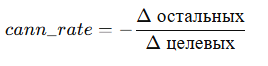 cann_rate = − Δ остальных / Δ целевых